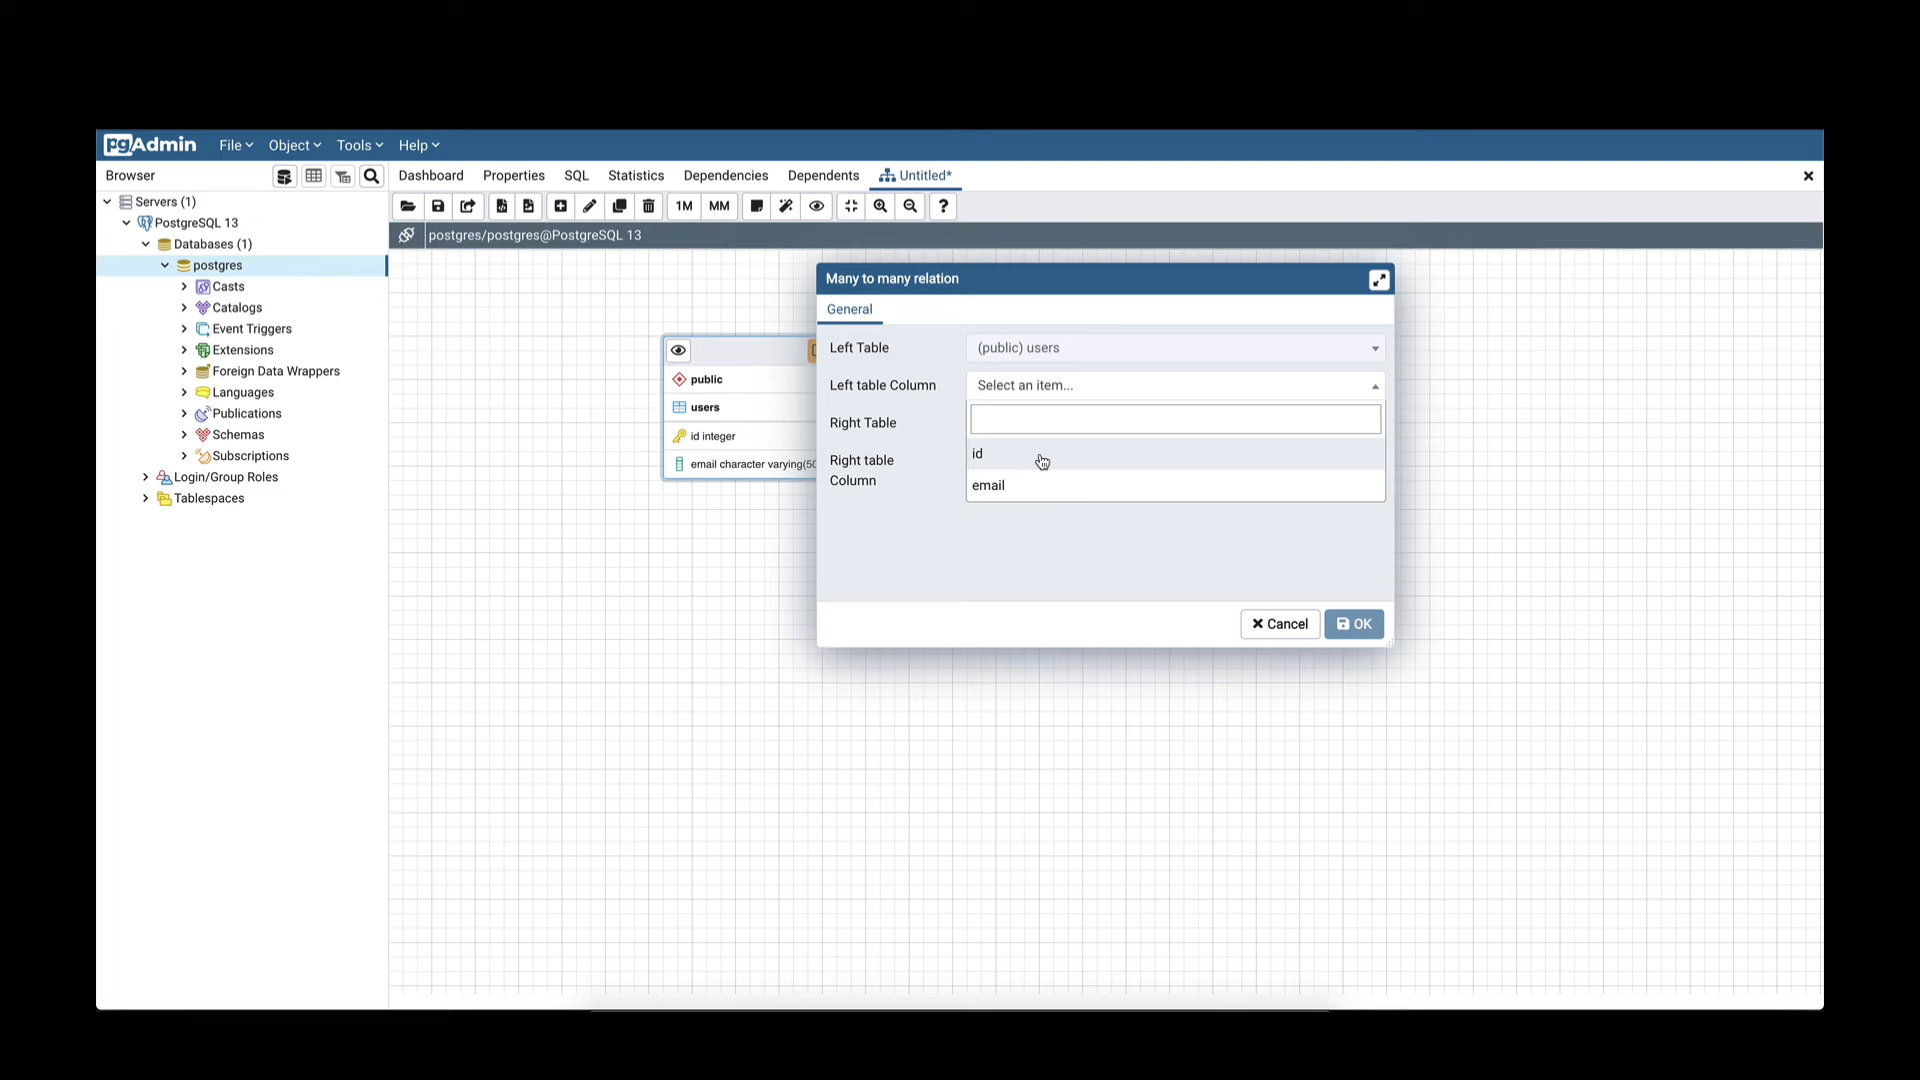 pgAdmin File Object Tools Help
Browser
Dashboard Properties SQL Statistics Dependencies Dependents Untitled*
Servers (1)
1M MM ?
PostgreSQL 13
postgres/postgres@PostgreSQL 13
Databases (1)
postgres
Casts
Catalogs
Event Triggers
Extensions
Foreign Data Wrappers
Languages
Publications
Schemas
Subscriptions
Login/Group Roles
Tablespaces
public
users
id integer
email character varying(50
Many to many relation
General
Left Table (public) users
Left table Column Select an item...
Right Table
Right table
Column
id
email
Cancel OK